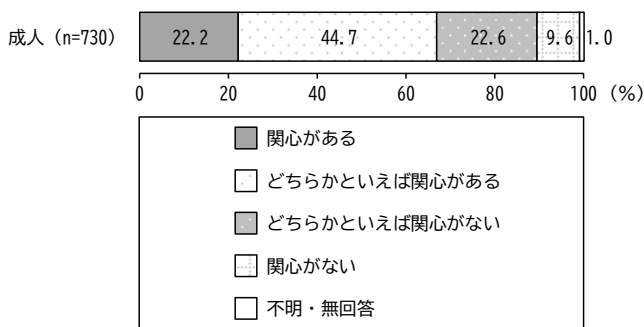 成人（n=730） 22.2 44.7 22.6 9.6 1.0
0 20 40 60 80 100 （%）
関心がある
どちらかといえば関心がある
どちらかといえば関心がない
関心がない
不明・無回答